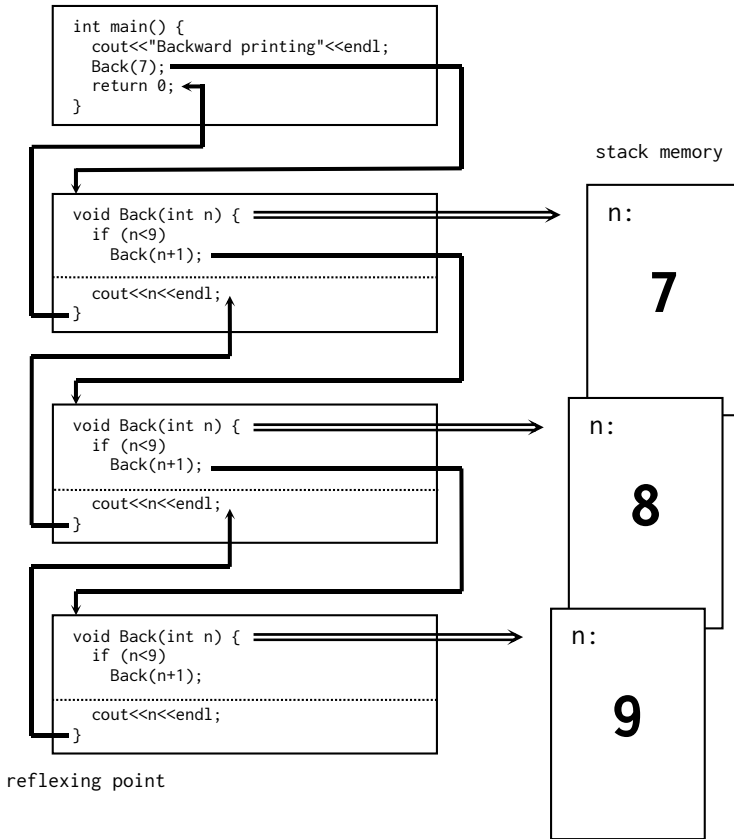 int main() {
cout<<"Backward printing"<<endl;
Back(7);
return 0;
}
stack memory
void Back(int n) {
if (n<9)
Back(n+1);
cout<<n<<endl;
}
n:
7
void Back(int n) {
if (n<9)
Back(n+1);
cout<<n<<endl;
}
n:
8
void Back(int n) {
if (n<9)
Back(n+1);
cout<<n<<endl;
}
n:
9
reflexing point